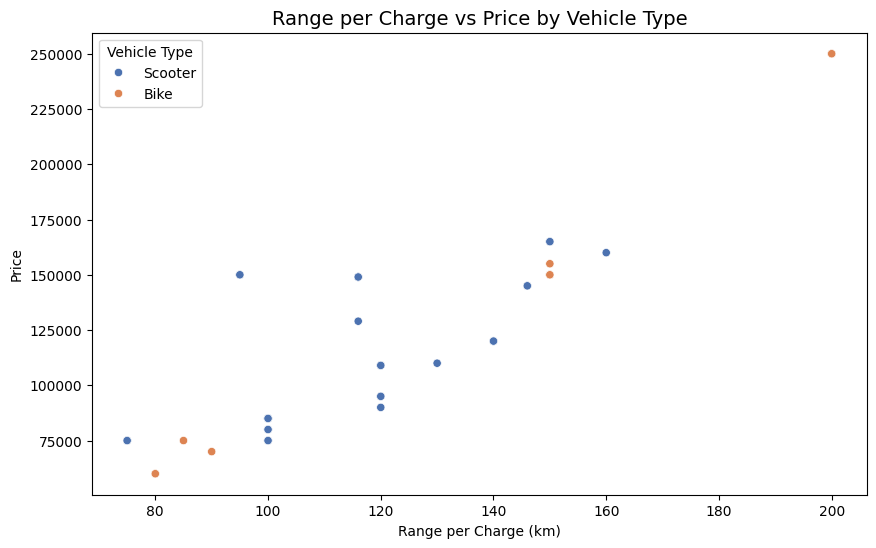 Range per Charge vs Price by Vehicle Type
Vehicle Type
Scooter
Bike
250000
225000
200000
175000
150000
125000
100000
75000
Price
80 100 120 140 160 180 200
Range per Charge (km)